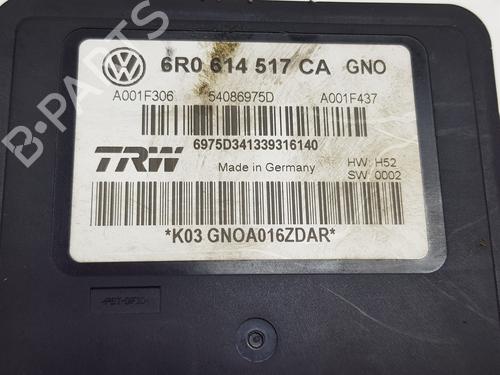 6R0 614 517 CA GNO
A001F306 54086975D A001F437
6975D341339316140
TRW Made in Germany HW: H52
SW: 0002
*K03 GNOA016ZDAR*